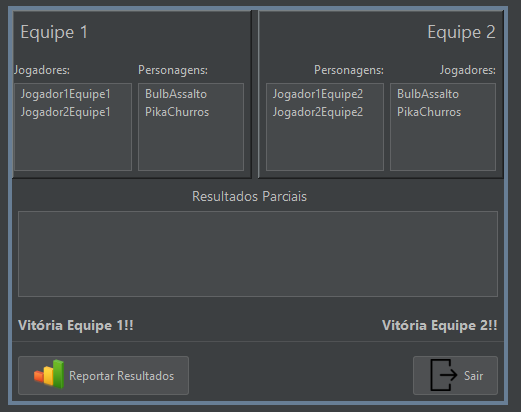 Equipe 1
Equipe 2
Jogadores:
Personagens:
Personagens:
Jogadores:
Jogador1Equipe1
Jogador2Equipe1
BulbAssalto
PikaChurros
Jogador1Equipe2
Jogador2Equipe2
BulbAssalto
PikaChurros
Resultados Parciais
Vitória Equipe 1!!
Vitória Equipe 2!!
Reportar Resultados
Sair